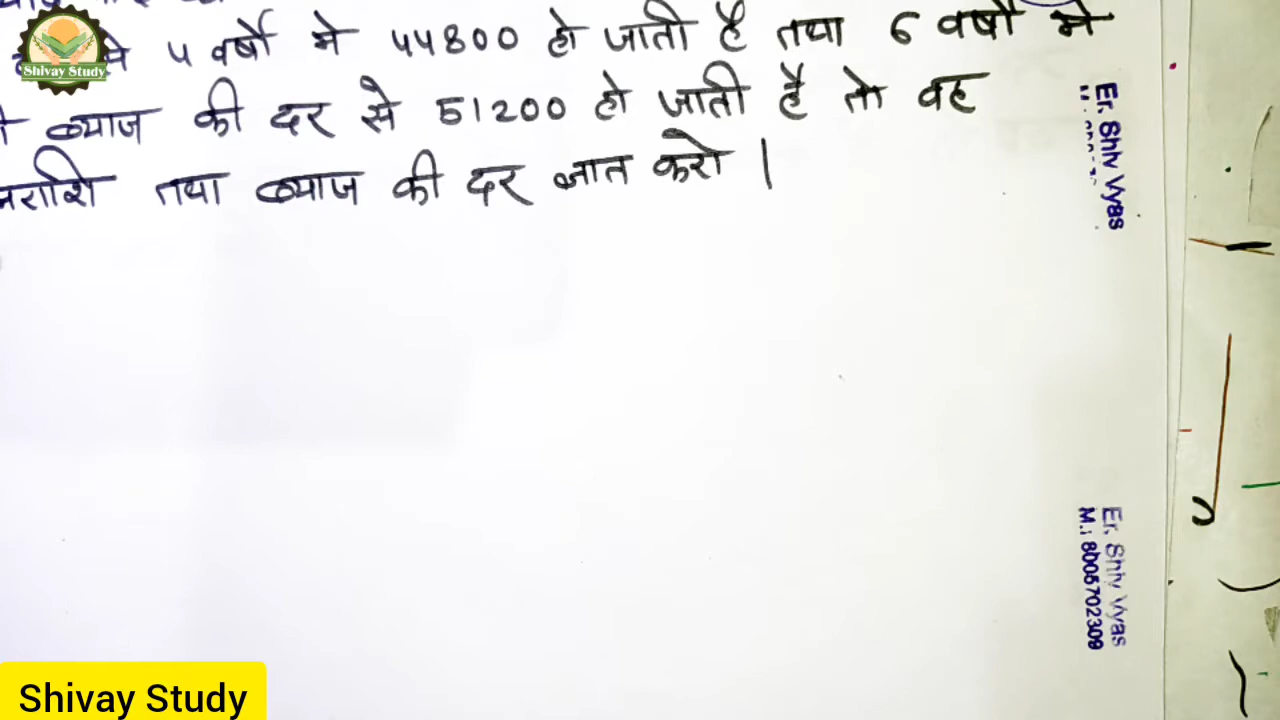 4 वर्षो मे 44800 हो जाती है तथा 6 वर्षो मे
ब्याज की दर से 51200 हो जाती है तो वह
तथा ब्याज की दर ज्ञात करो |
Shivay Study
Er. Shiv Vyas
Er. Shiv Vyas
M.: 8005702309
Shivay Study